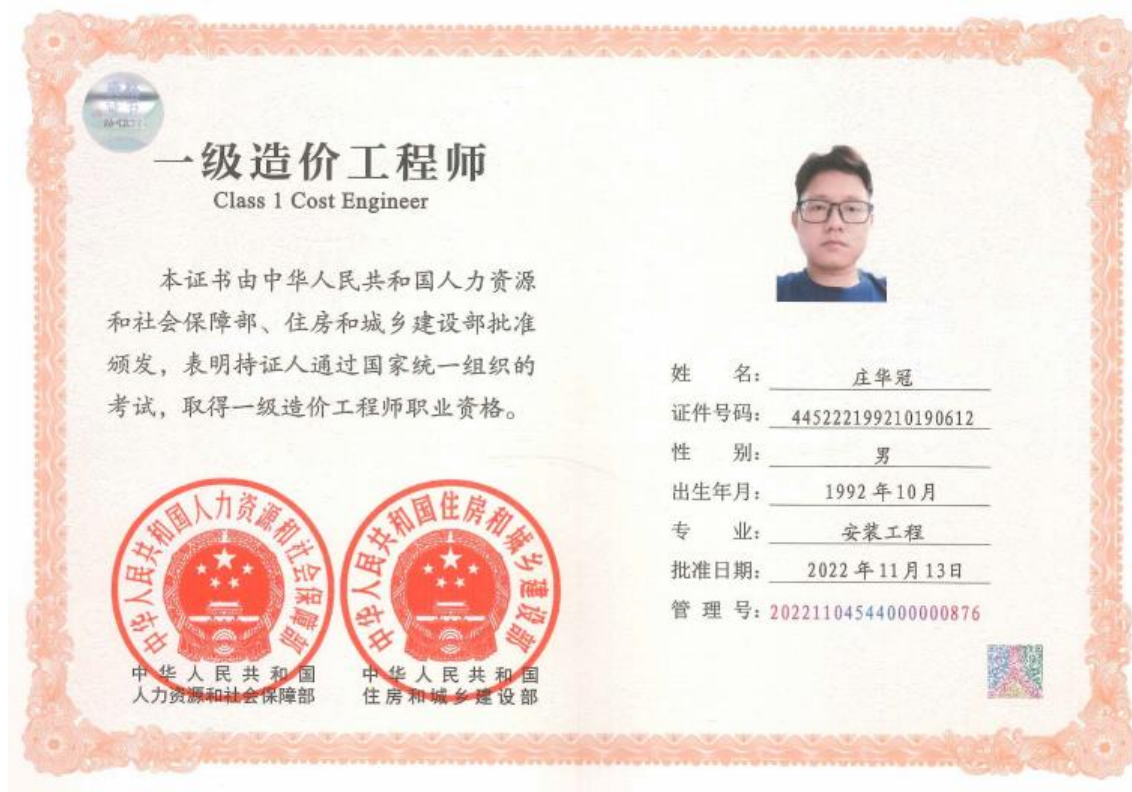 一级造价工程师
Class 1 Cost Engineer
本证书由中华人民共和国人力资源
和社会保障部、住房和城乡建设部批准
颁发，表明持证人通过国家统一组织的
考试，取得一级造价工程师职业资格。
中华人民共和国人力资源和社会保障部
中华人民共和国住房和城乡建设部
中华人民共和国
人力资源和社会保障部
中华人民共和国
住房和城乡建设部
姓 名：庄华冠
证件号码：445222199210190612
性 别：男
出生年月：1992年10月
专 业：安装工程
批准日期：2022年11月13日
管 理 号：20221104544000000876